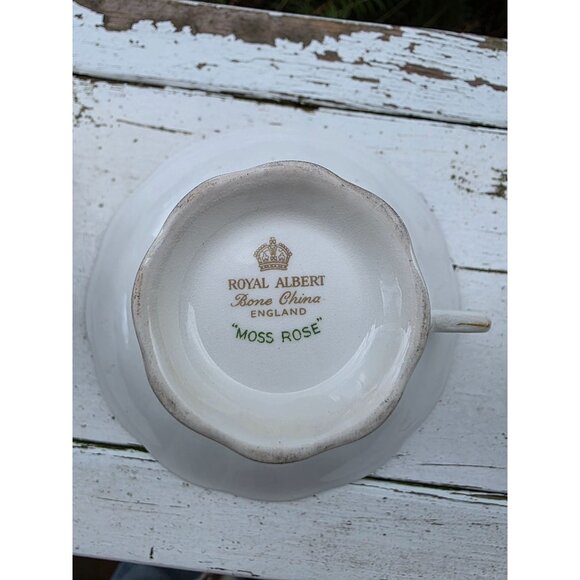 ROYAL ALBERT
Bone China
ENGLAND
"MOSS ROSE"